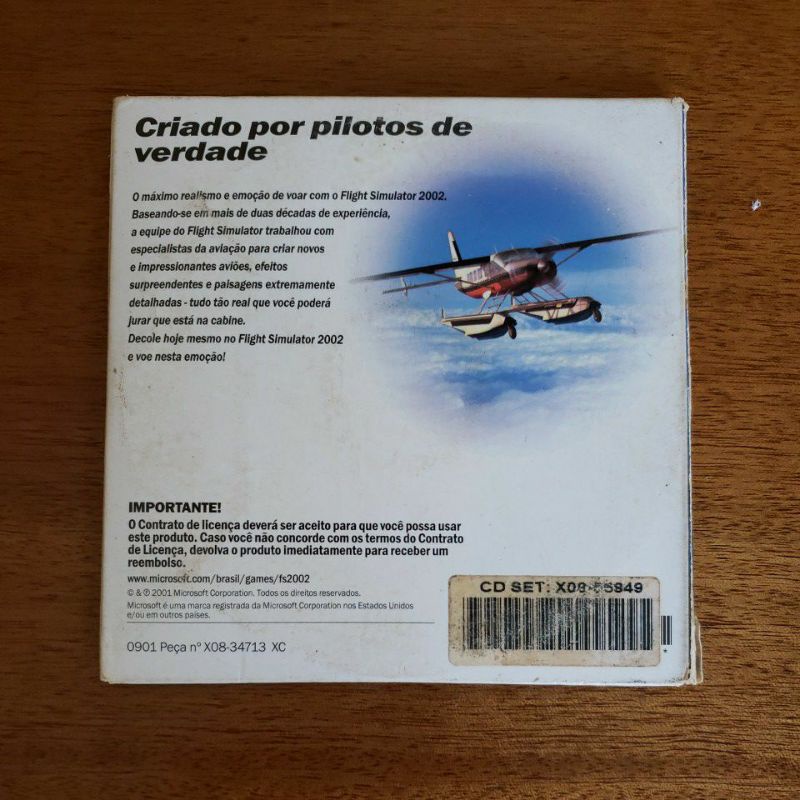 Criado por pilotos de
verdade
O máximo realismo e emoção de voar com o Flight Simulator 2002.
Baseando-se em mais de duas décadas de experiência,
a equipe do Flight Simulator trabalhou com
especialistas da aviação para criar novos
e impressionantes aviões, efeitos
surpreendentes e paisagens extremamente
detalhadas - tudo tão real que você poderá
jurar que está na cabine.
Decole hoje mesmo no Flight Simulator 2002
e voe nesta emoção!
IMPORTANTE!
O Contrato de licença deverá ser aceito para que você possa usar
este produto. Caso você não concorde com os termos do Contrato
de Licença, devolva o produto imediatamente para receber um
reembolso.
www.microsoft.com/brasil/games/fs2002
© & ℗ 2001 Microsoft Corporation. Todos os direitos reservados.
Microsoft é uma marca registrada da Microsoft Corporation nos Estados Unidos
e/ou em outros países.
0901 Peça nº X08-34713 XC
CD SET: